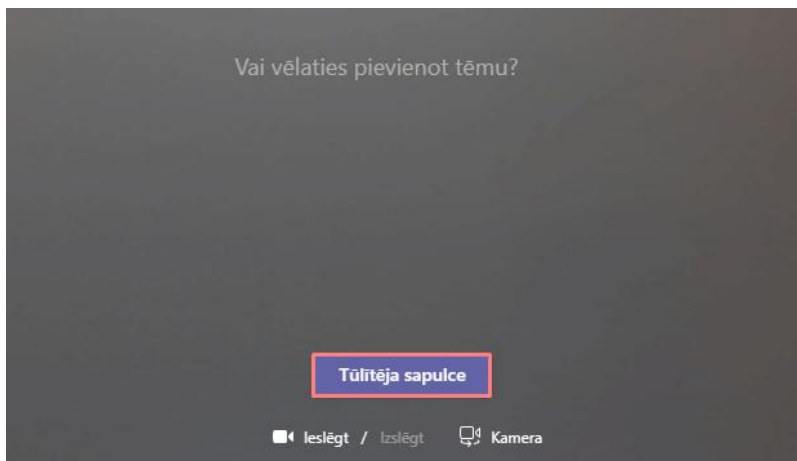 Vai vēlaties pievienot tēmu?
Tūlītēja sapulce
Ieslēgt / Izslēgt Kamera